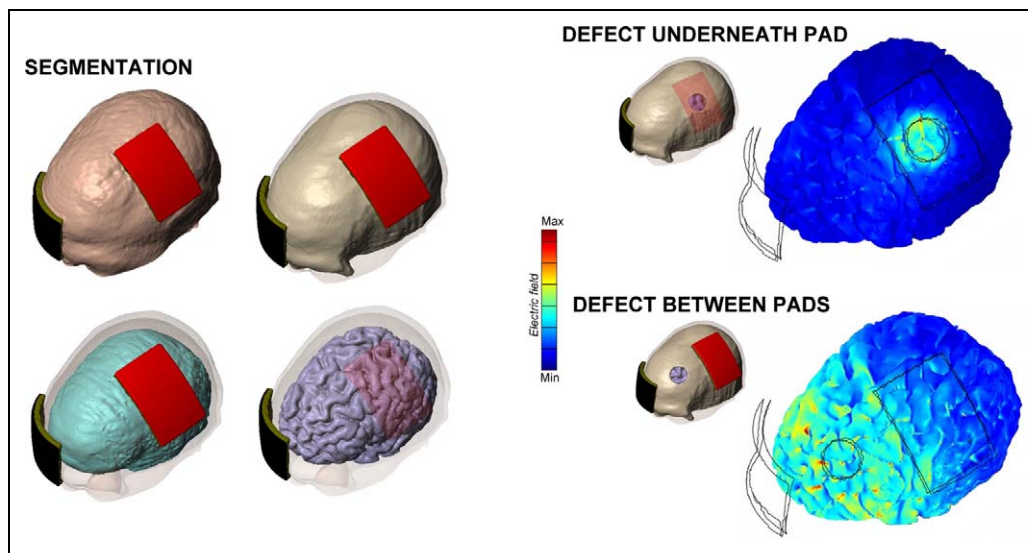 SEGMENTATION
DEFECT UNDERNEATH PAD
Max
Electric field
Min
DEFECT BETWEEN PADS